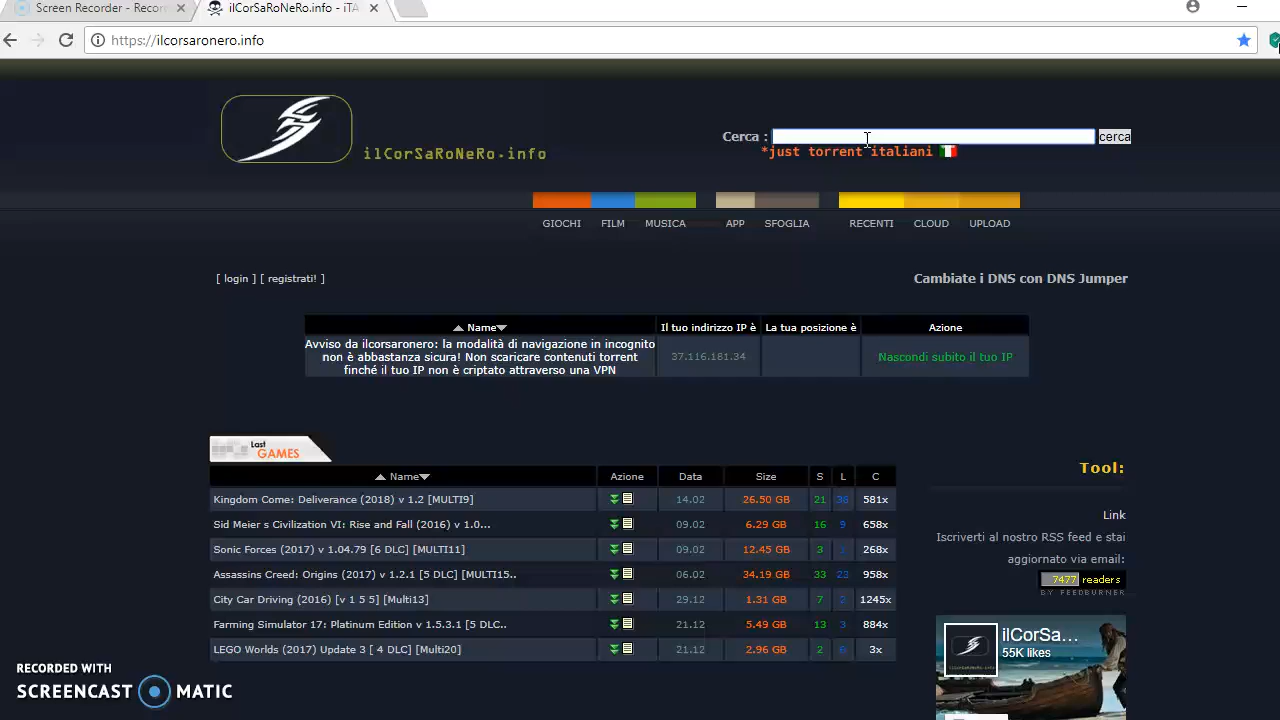 Screen Recorder - Recor
ilCorSaRoNeRo.info - iTA
https://ilcorsaronero.info
ilCorSaRoNeRo.info
Cerca :
cerca
*just torrent italiani
GIOCHI FILM MUSICA APP SFOGLIA RECENTI CLOUD UPLOAD
[ login ] [ registrati! ]
Cambiate i DNS con DNS Jumper
Name Il tuo indirizzo IP è La tua posizione è Azione
Avviso da ilcorsaronero: la modalità di navigazione in incognito
non è abbastanza sicura! Non scaricare contenuti torrent
finché il tuo IP non è criptato attraverso una VPN
37.116.181.34
Nascondi subito il tuo IP
Last
GAMES
Name Azione Data Size S L C
Kingdom Come: Deliverance (2018) v 1.2 [MULTI9] 14.02 26.50 GB 21 36 581x
Sid Meier s Civilization VI: Rise and Fall (2016) v 1.0... 09.02 6.29 GB 16 9 658x
Sonic Forces (2017) v 1.04.79 [6 DLC] [MULTI11] 09.02 12.45 GB 3 268x
Assassins Creed: Origins (2017) v 1.2.1 [5 DLC] [MULTI15.. 06.02 34.19 GB 33 23 958x
City Car Driving (2016) [v 1 5 5] [Multi13] 29.12 1.31 GB 7 2 1245x
Farming Simulator 17: Platinum Edition v 1.5.3.1 [5 DLC.. 21.12 5.49 GB 13 3 884x
LEGO Worlds (2017) Update 3 [ 4 DLC] [Multi20] 21.12 2.96 GB 2 6 3x
Tool:
Link
Iscriverti al nostro RSS feed e stai
aggiornato via email:
7477 readers
BY FEEDBURNER
ilCorSa...
55K likes
RECORDED WITH
SCREENCAST MATIC